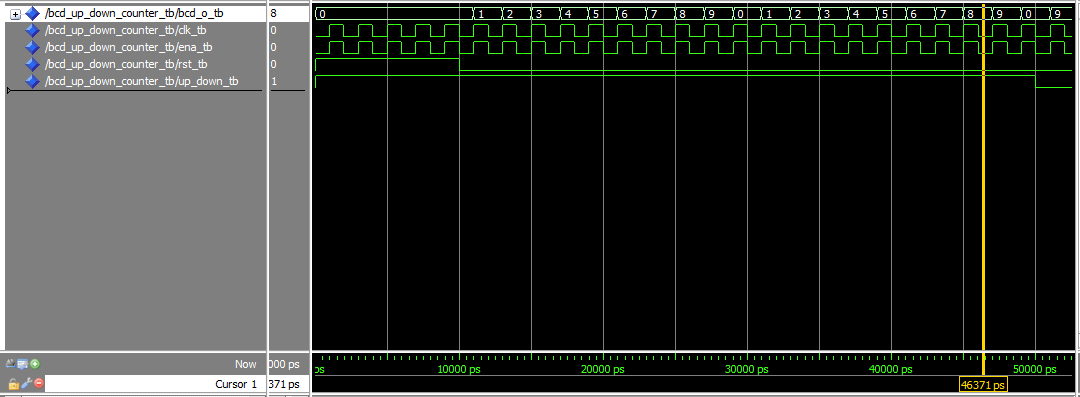 /bcd_up_down_counter_tb/bcd_o_tb 8 0 1 2 3 4 5 6 7 8 9 0 1 2 3 4 5 6 7 8 9 0 9
/bcd_up_down_counter_tb/clk_tb 0
/bcd_up_down_counter_tb/ena_tb 0
/bcd_up_down_counter_tb/rst_tb 0
/bcd_up_down_counter_tb/up_down_tb 1
Now 000 ps ps 10000 ps 20000 ps 30000 ps 40000 ps 50000 ps
Cursor 1 371 ps 46371 ps